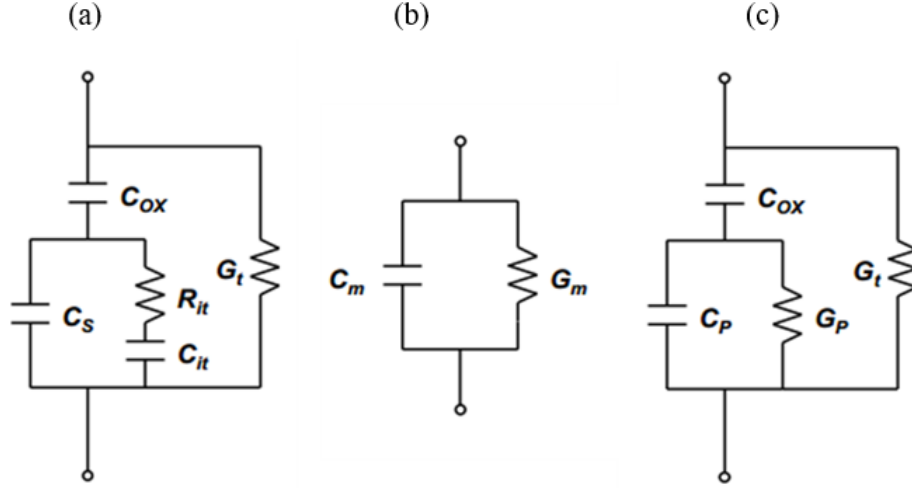 (a) (b) (c)
C_OX
G_t
R_it
C_S
C_it
C_m
G_m
C_OX
G_t
C_P
G_P